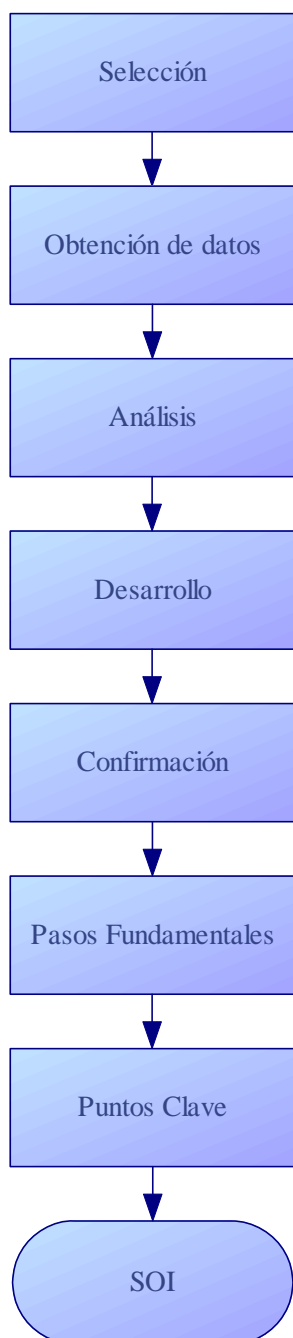 Selección
Obtención de datos
Análisis
Desarrollo
Confirmación
Pasos Fundamentales
Puntos Clave
SOI